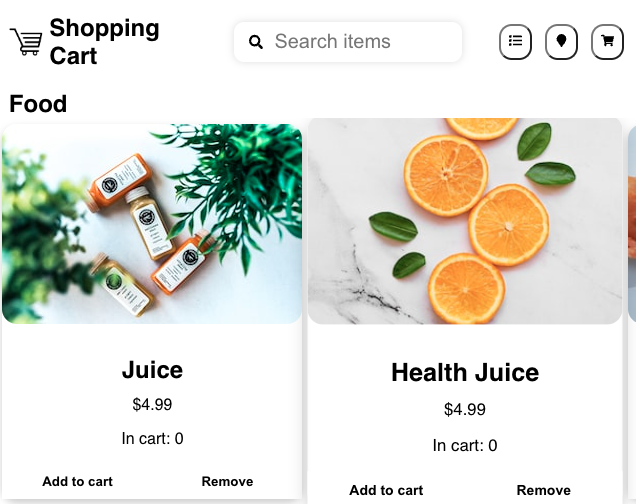 Shopping
Cart
Search items
Food
Juice
$4.99
In cart: 0
Add to cart
Remove
Health Juice
$4.99
In cart: 0
Add to cart
Remove